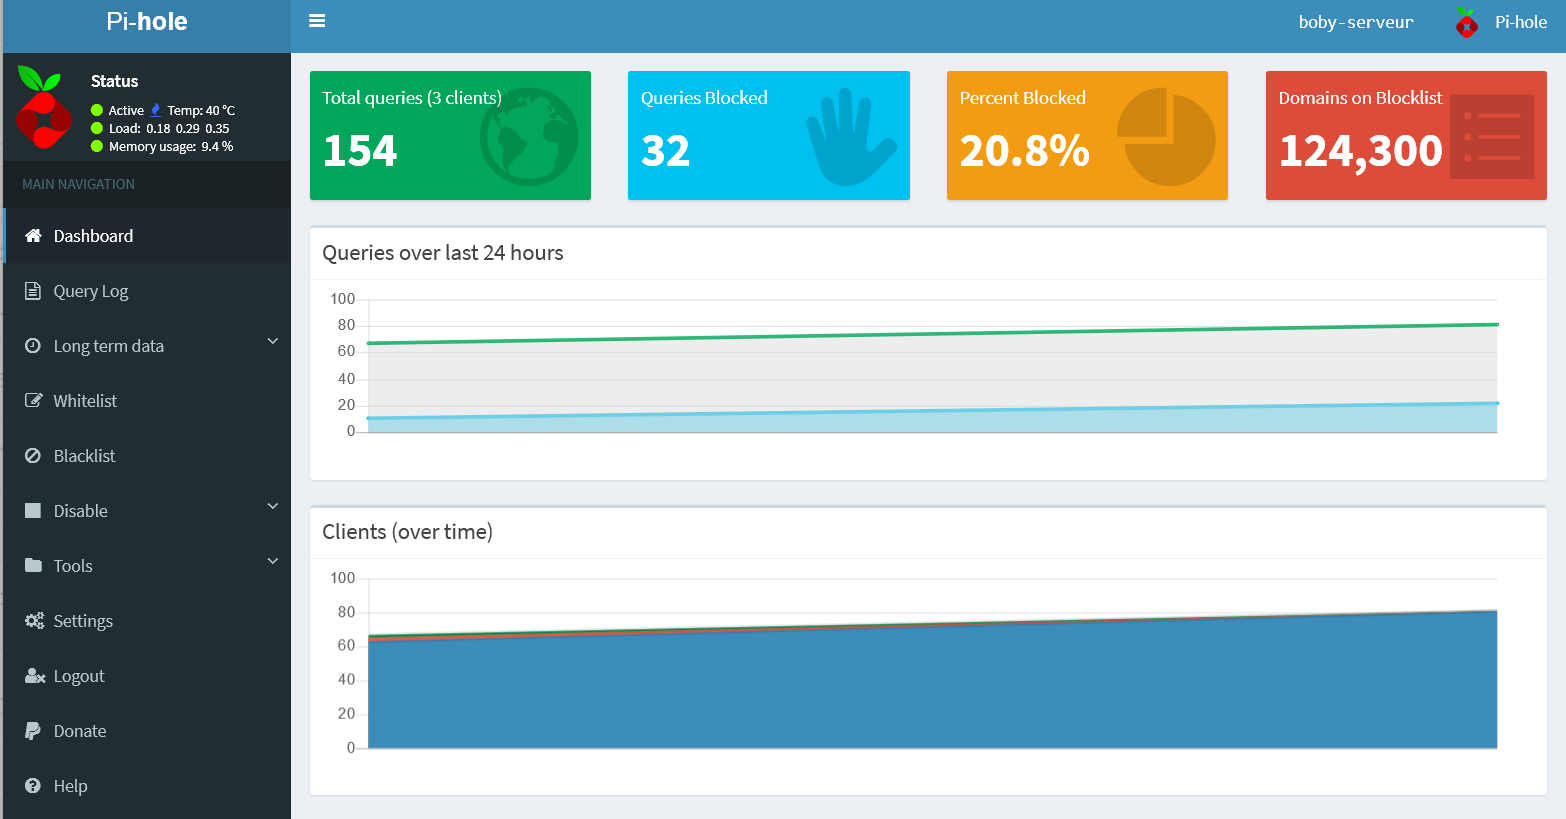 Pi-hole
boby-serveur
Pi-hole
Status
Active Temp: 40 °C
Load: 0.18 0.29 0.35
Memory usage: 9.4 %
MAIN NAVIGATION
Dashboard
Query Log
Long term data
Whitelist
Blacklist
Disable
Tools
Settings
Logout
Donate
Help
Total queries (3 clients)
154
Queries Blocked
32
Percent Blocked
20.8%
Domains on Blocklist
124,300
Queries over last 24 hours
100
80
60
40
20
0
Clients (over time)
100
80
60
40
20
0